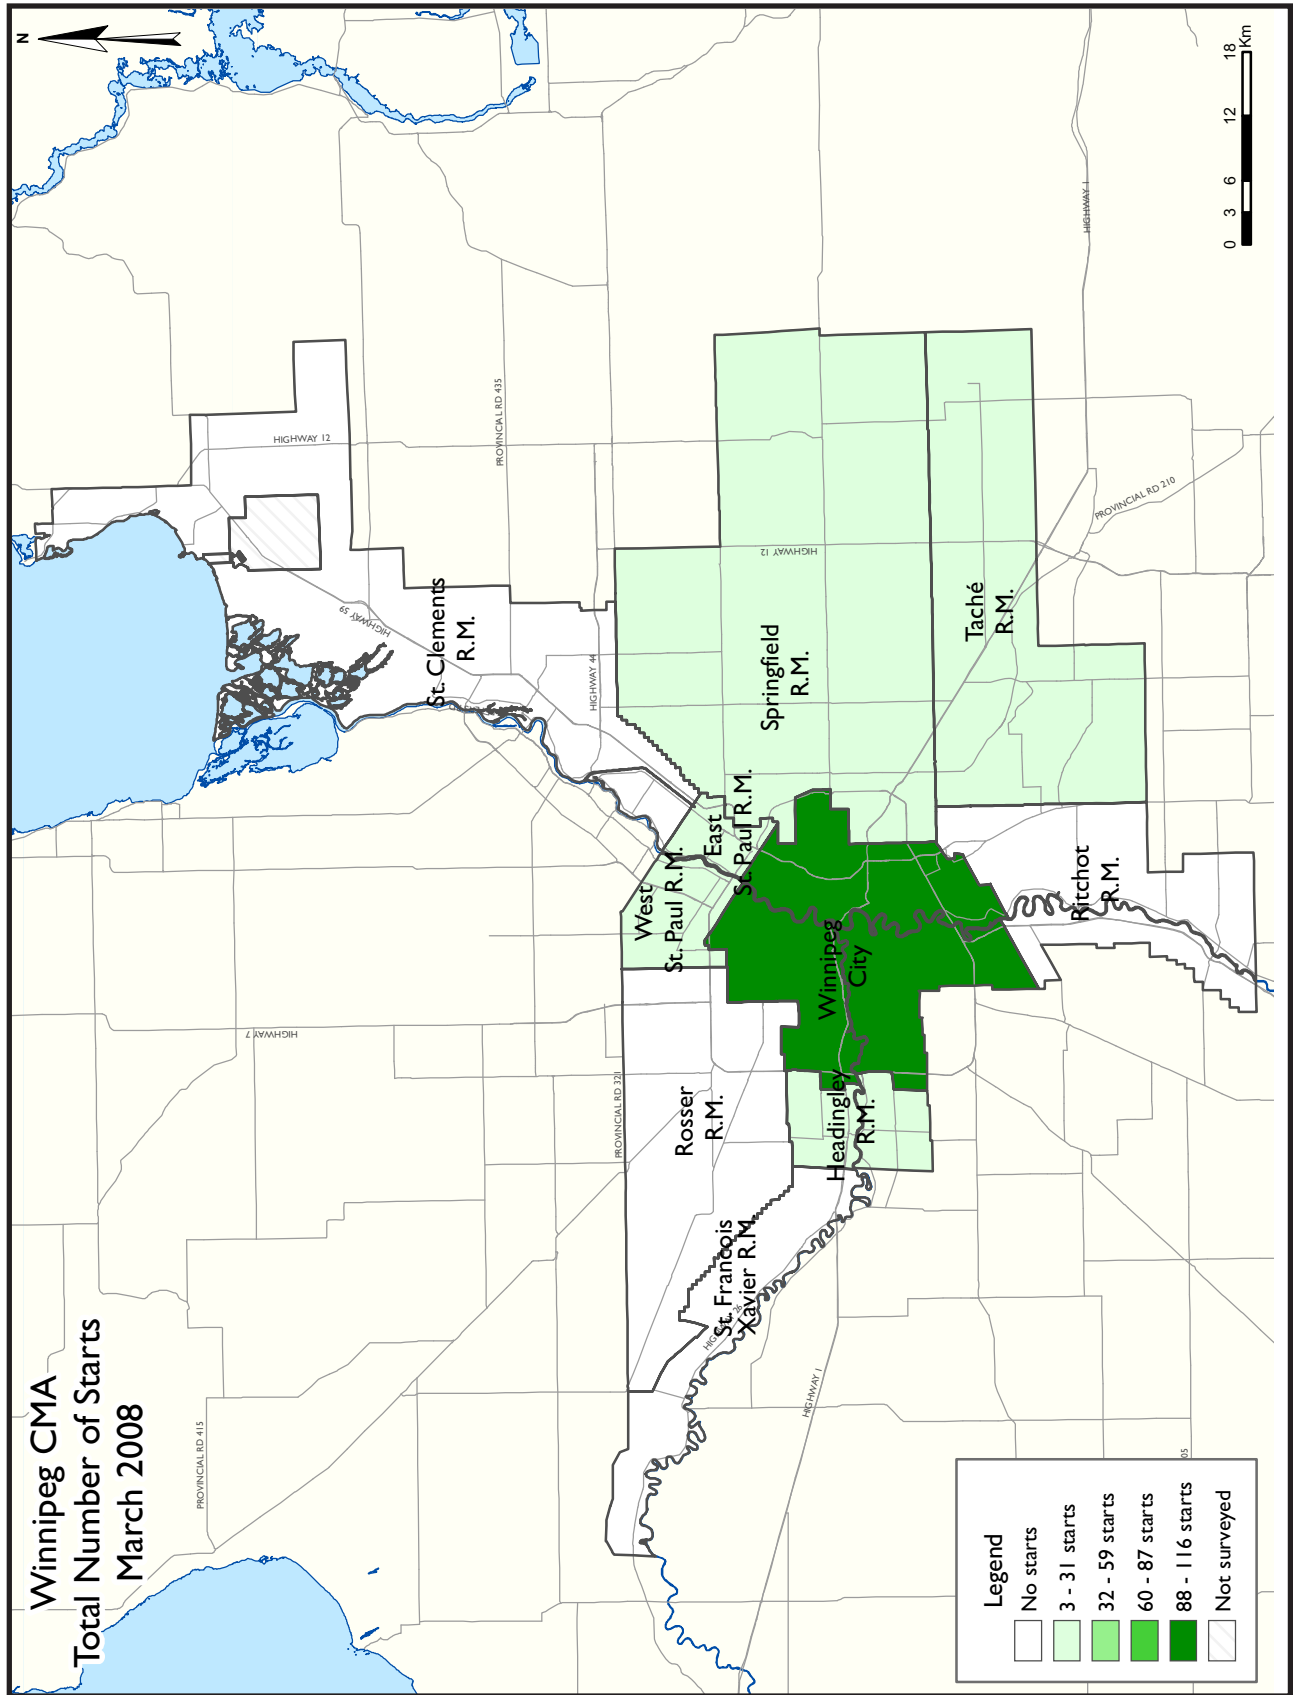 Winnipeg CMA
Total Number of Starts
March 2008
N
PROVINCIAL RD 415
HIGHWAY 7
HIGHWAY 59
HIGHWAY 12
PROVINCIAL RD 435
St. Clements
R.M.
HIGHWAY 44
PROVINCIAL RD 321
Rosser
R.M.
West
St. Paul R.M.
East
St. Paul R.M.
Springfield
R.M.
HIGHWAY 12
St. Francois
Xavier R.M.
Headingley
R.M.
Winnipeg
City
Taché
R.M.
Ritchot
R.M.
HIGHWAY 1
HIGHWAY 1
PROVINCIAL RD 210
05
Legend
No starts
3 - 31 starts
32 - 59 starts
60 - 87 starts
88 - 116 starts
Not surveyed
0 3 6 12 18
Km